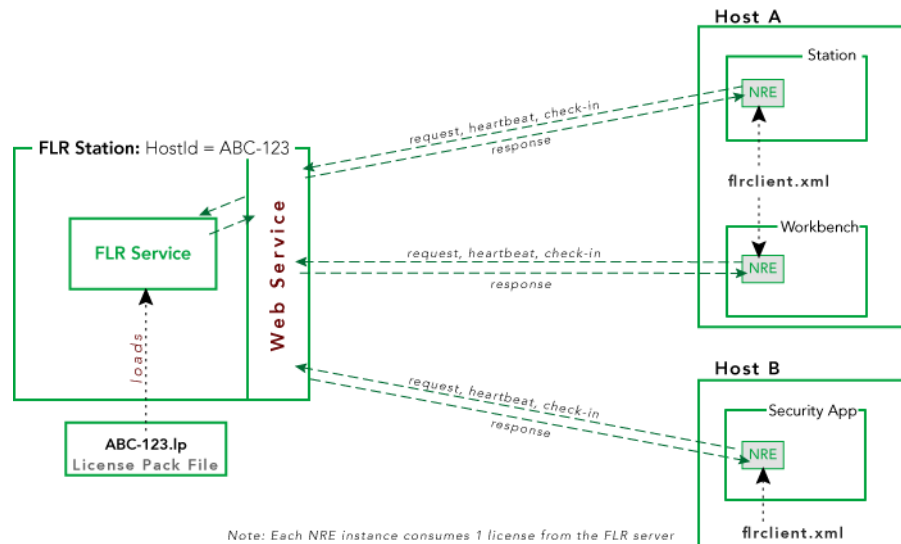 Host A
Station
NRE
request, heartbeat, check-in
response
FLR Station: HostId = ABC-123
flrclient.xml
FLR Service
Web Service
Workbench
NRE
request, heartbeat, check-in
response
loads
Host B
request, heartbeat, check-in
response
Security App
NRE
ABC-123.lp
License Pack File
flrclient.xml
Note: Each NRE instance consumes 1 license from the FLR server